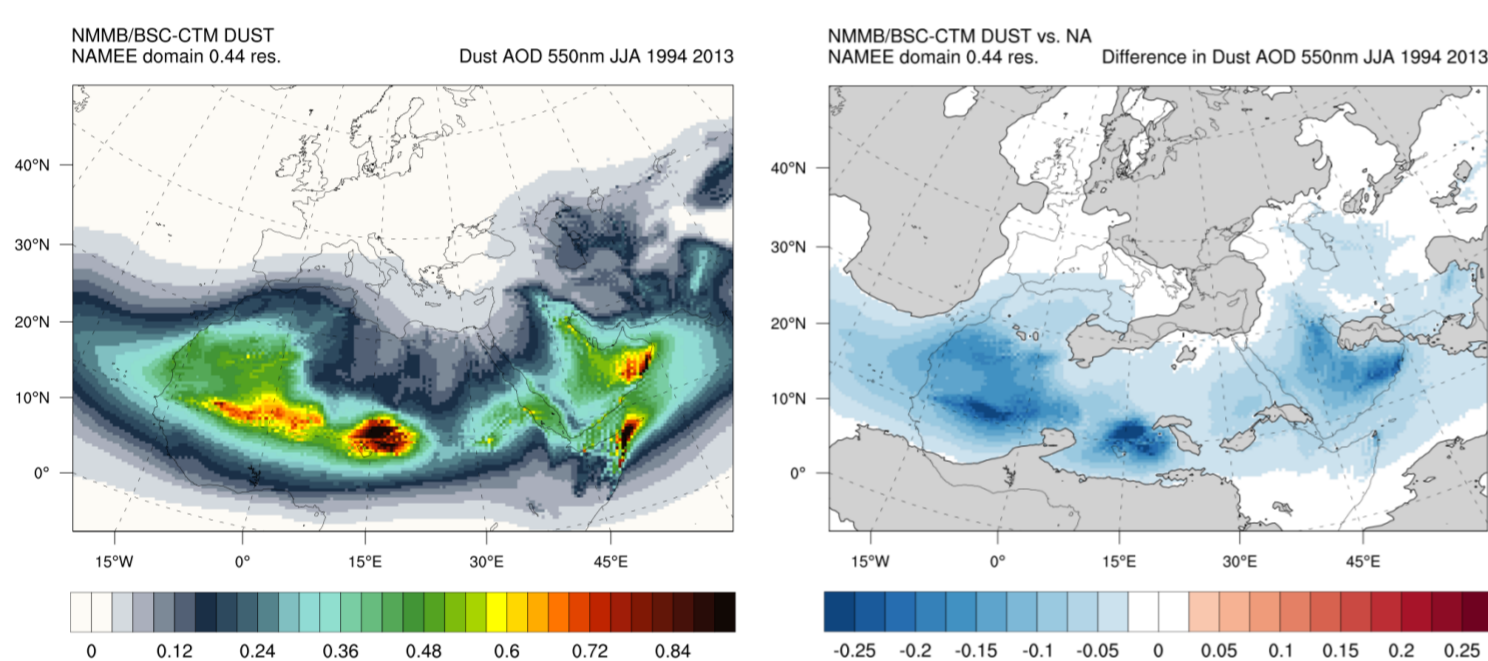 NMMB/BSC-CTM DUST
NAMEE domain 0.44 res. Dust AOD 550nm JJA 1994 2013
40°N
30°N
20°N
10°N
0°
15°W 0° 15°E 30°E 45°E
0 0.12 0.24 0.36 0.48 0.6 0.72 0.84
NMMB/BSC-CTM DUST vs. NA
NAMEE domain 0.44 res. Difference in Dust AOD 550nm JJA 1994 2013
40°N
30°N
20°N
10°N
0°
15°W 0° 15°E 30°E 45°E
-0.25 -0.2 -0.15 -0.1 -0.05 0 0.05 0.1 0.15 0.2 0.25